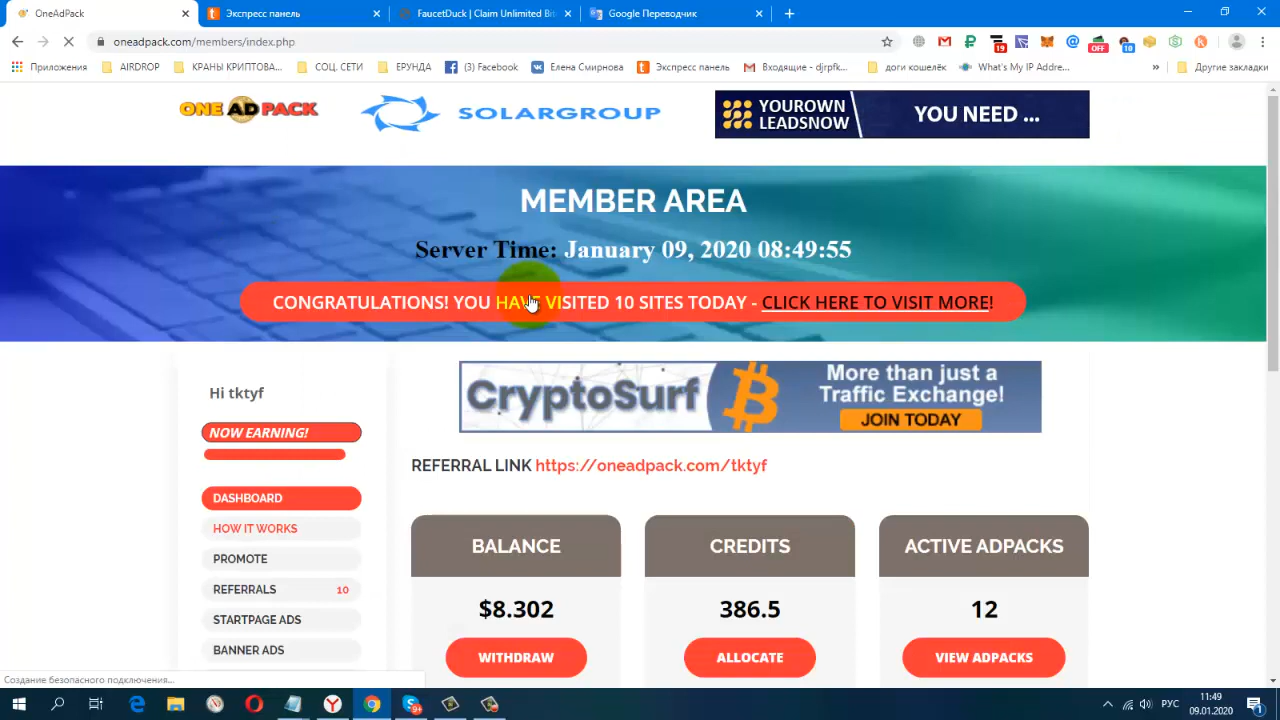 OneAdPack
Экспресс панель
FaucetDuck | Claim Unlimited Bit
Google Переводчик
oneadpack.com/members/index.php
19
OFF
10
Приложения
AIRDROP
КРАНЫ КРИПТОВА...
СОЦ. СЕТИ
ЕРУНДА
(3) Facebook
Елена Смирнова
Экспресс панель
Входящие - djrpfk...
доги кошелёк
What's My IP Addre...
»
Другие закладки
ONE AD PACK
SOLARGROUP
YOUROWN
LEADSNOW
YOU NEED ...
MEMBER AREA
Server Time: January 09, 2020 08:49:55
CONGRATULATIONS! YOU HAVE VISITED 10 SITES TODAY - CLICK HERE TO VISIT MORE!
Hi tktyf
NOW EARNING!
DASHBOARD
HOW IT WORKS
PROMOTE
REFERRALS 10
STARTPAGE ADS
BANNER ADS
CryptoSurf
More than just a
Traffic Exchange!
JOIN TODAY
REFERRAL LINK https://oneadpack.com/tktyf
BALANCE
$8.302
WITHDRAW
CREDITS
386.5
ALLOCATE
ACTIVE ADPACKS
12
VIEW ADPACKS
Создание безопасного подключения...
РУС
11:49
09.01.2020